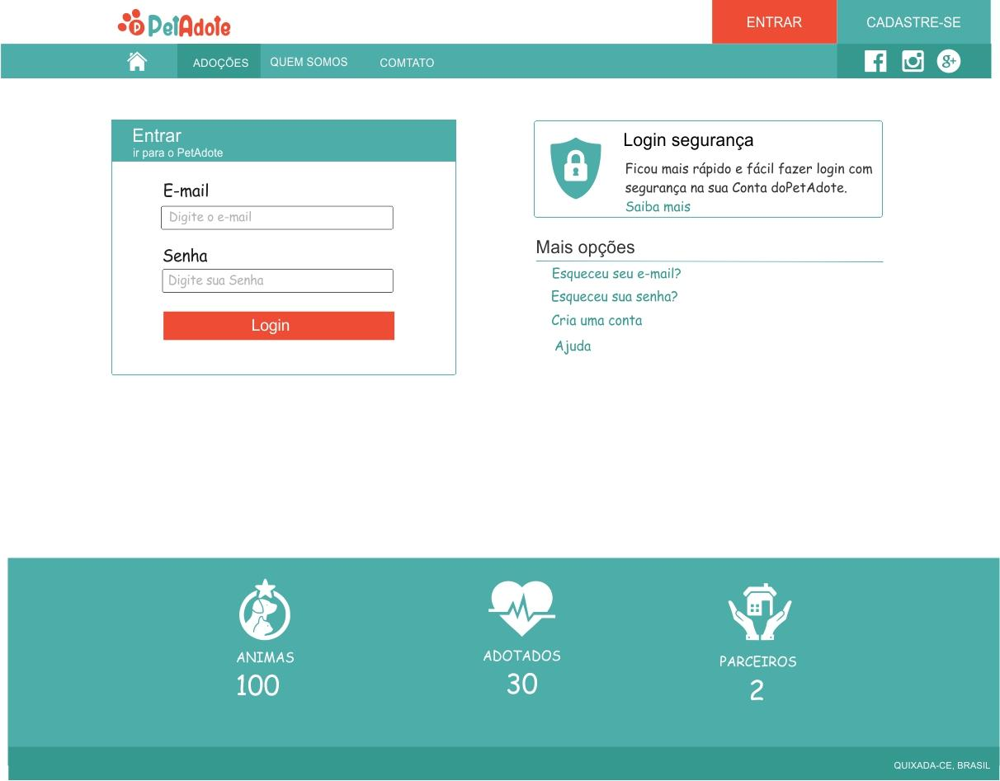 PetAdote
ENTRAR
CADASTRE-SE
ADOÇÕES
QUEM SOMOS
COMTATO
g+
Entrar
ir para o PetAdote
E-mail
Digite o e-mail
Senha
Digite sua Senha
Login
Login segurança
Ficou mais rápido e fácil fazer login com
segurança na sua Conta doPetAdote.
Saiba mais
Mais opções
Esqueceu seu e-mail?
Esqueceu sua senha?
Cria uma conta
Ajuda
ANIMAS
100
ADOTADOS
30
PARCEIROS
2
QUIXADA-CE, BRASIL